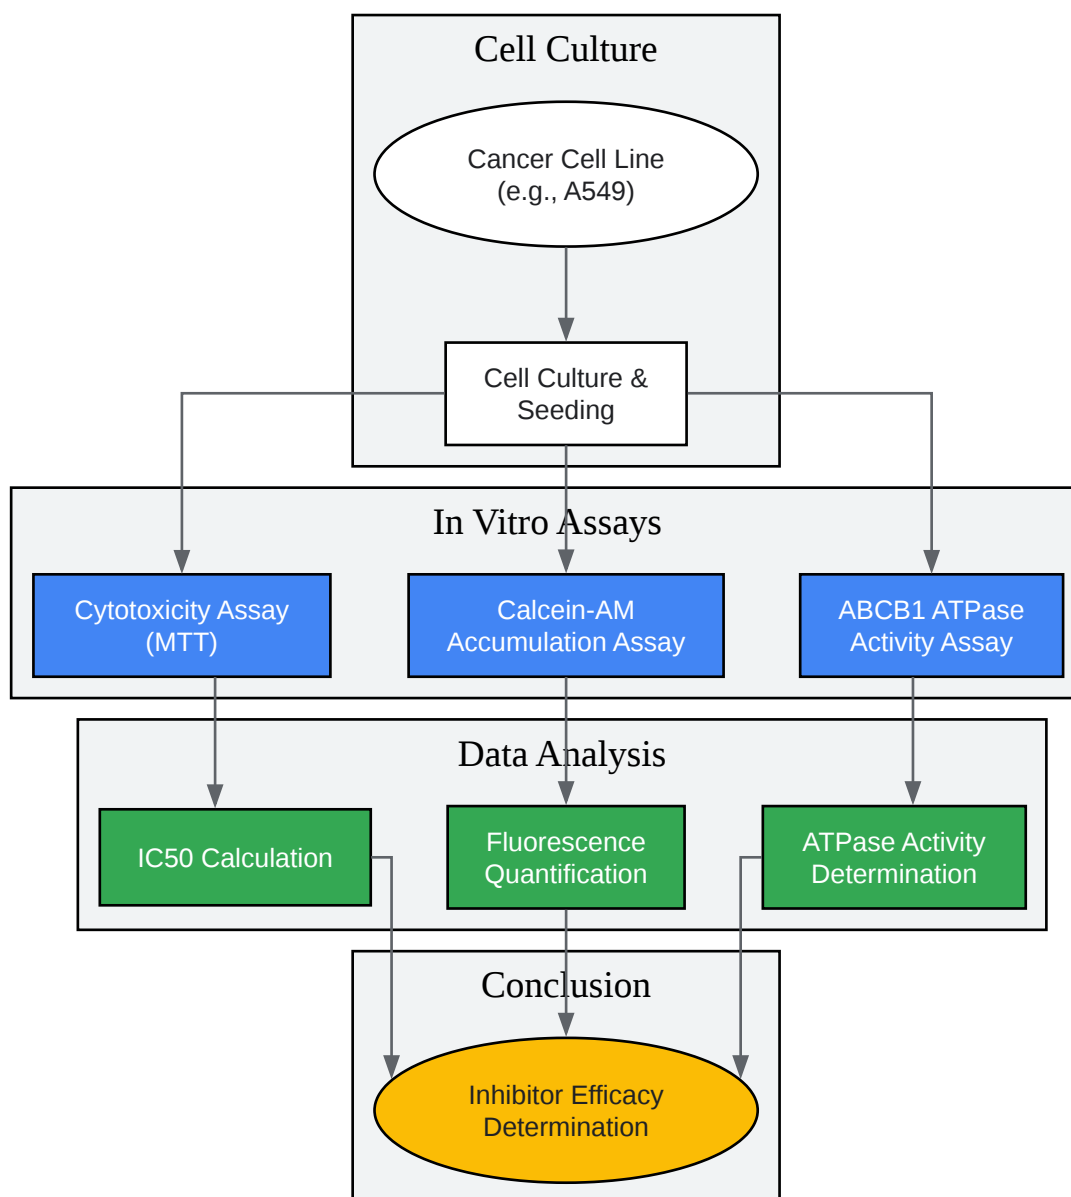 Cell Culture
Cancer Cell Line
(e.g., A549)
Cell Culture &
Seeding
In Vitro Assays
Cytotoxicity Assay
(MTT)
Calcein-AM
Accumulation Assay
ABCB1 ATPase
Activity Assay
Data Analysis
IC50 Calculation
Fluorescence
Quantification
ATPase Activity
Determination
Conclusion
Inhibitor Efficacy
Determination